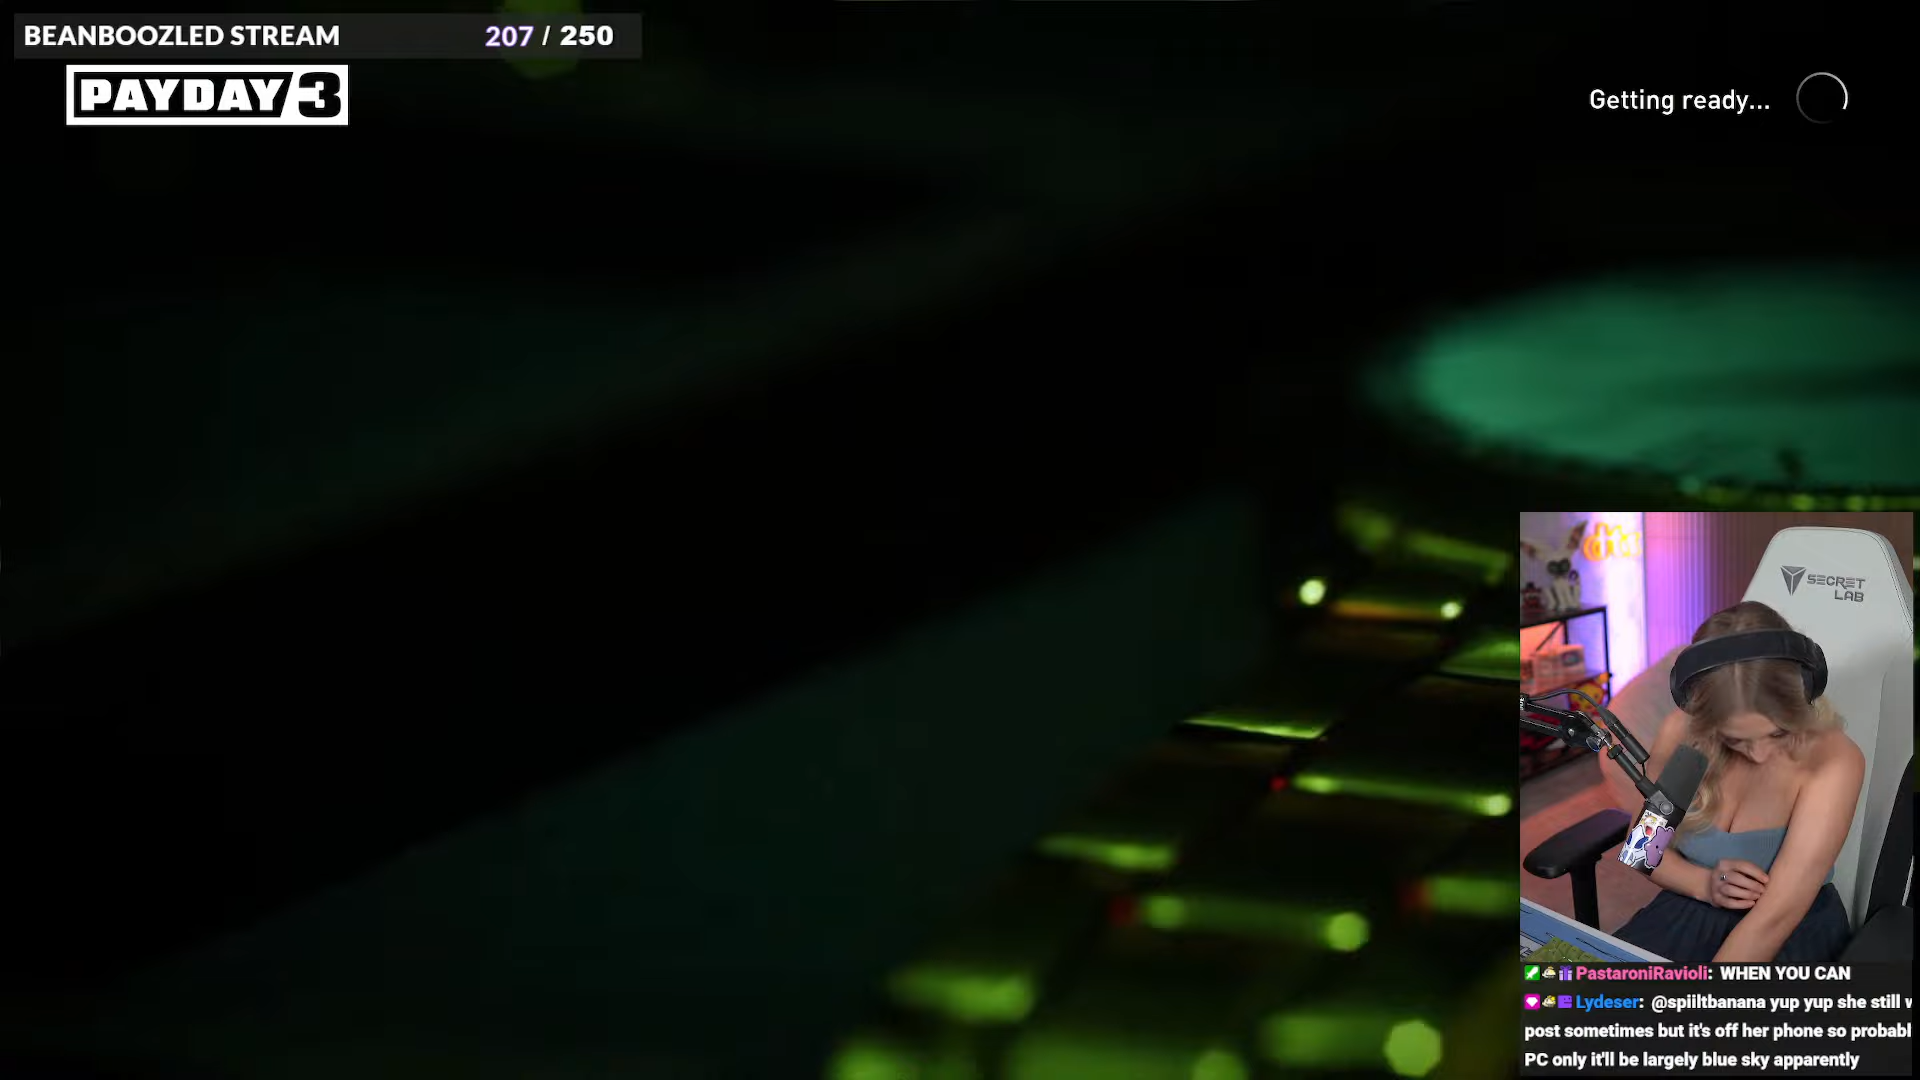 BEANBOOZLED STREAM 207 / 250
PAYDAY 3
Getting ready...
SECRET
LAB
PastaroniRavioli: WHEN YOU CAN
Lydeser: @spiiltbanana yup yup she still
post sometimes but it's off her phone so probabl
PC only it'll be largely blue sky apparently